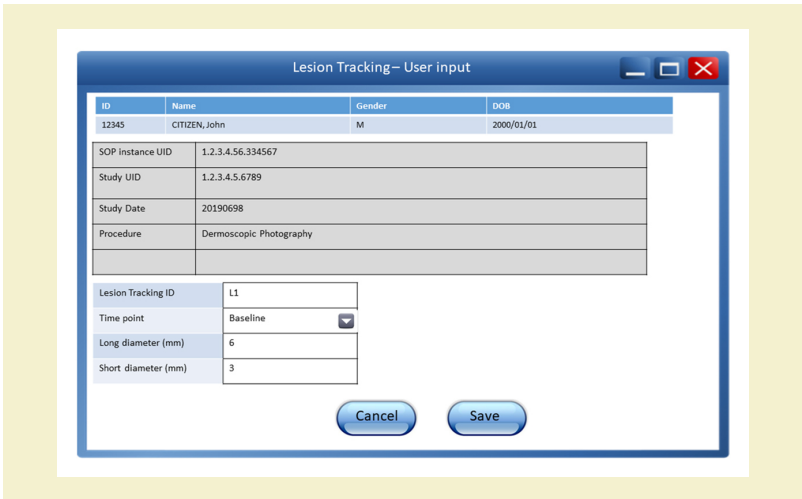 Lesion Tracking– User input
ID Name Gender DOB
12345 CITIZEN, John M 2000/01/01
SOP instance UID 1.2.3.4.56.334567
Study UID 1.2.3.4.5.6789
Study Date 20190698
Procedure Dermoscopic Photography
Lesion Tracking ID L1
Time point Baseline
Long diameter (mm) 6
Short diameter (mm) 3
Cancel Save